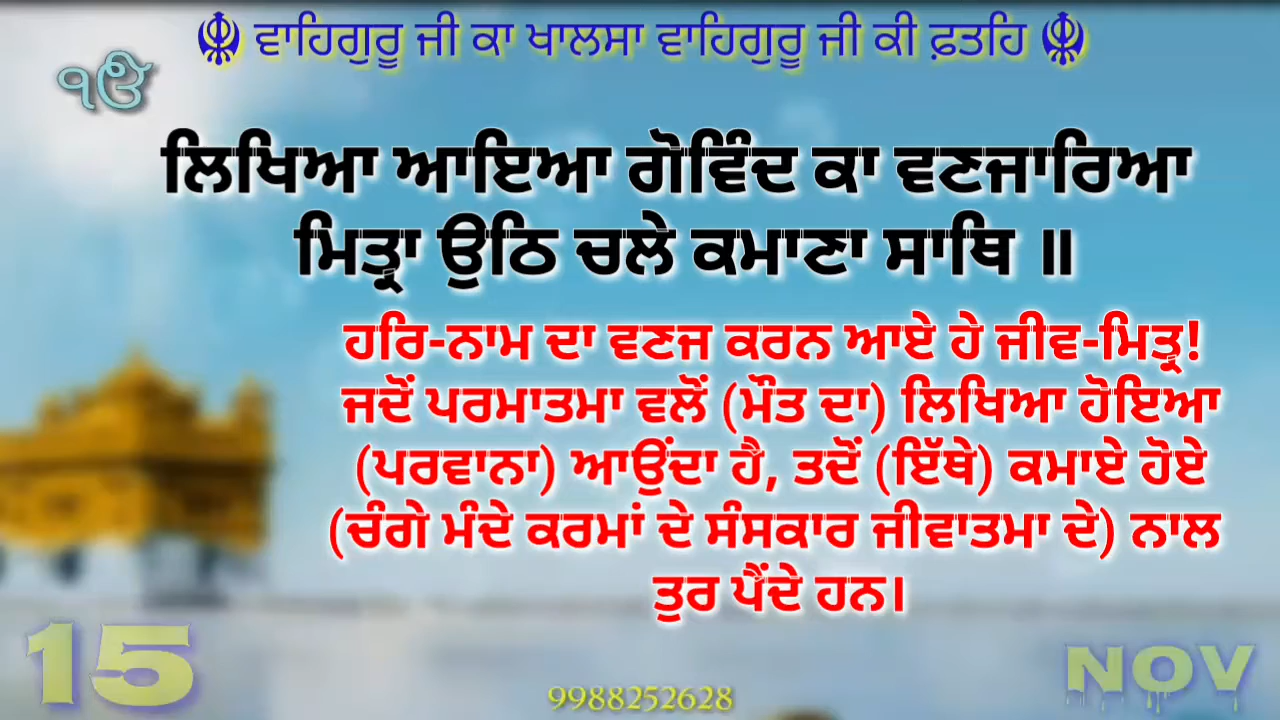 ☬ ਵਾਹਿਗੁਰੂ ਜੀ ਕਾ ਖਾਲਸਾ ਵਾਹਿਗੁਰੂ ਜੀ ਕੀ ਫ਼ਤਹਿ ☬
ੴ
ਲਿਖਿਆ ਆਇਆ ਗੋਵਿੰਦ ਕਾ ਵਣਜਾਰਿਆ
ਮਿਤ੍ਰਾ ਉਠਿ ਚਲੇ ਕਮਾਣਾ ਸਾਥਿ ॥
ਹਰਿ-ਨਾਮ ਦਾ ਵਣਜ ਕਰਨ ਆਏ ਹੇ ਜੀਵ-ਮਿਤ੍ਰ!
ਜਦੋਂ ਪਰਮਾਤਮਾ ਵਲੋਂ (ਮੌਤ ਦਾ) ਲਿਖਿਆ ਹੋਇਆ
(ਪਰਵਾਨਾ) ਆਉਂਦਾ ਹੈ, ਤਦੋਂ (ਇੱਥੇ) ਕਮਾਏ ਹੋਏ
(ਚੰਗੇ ਮੰਦੇ ਕਰਮਾਂ ਦੇ ਸੰਸਕਾਰ ਜੀਵਾਤਮਾ ਦੇ) ਨਾਲ
ਤੁਰ ਪੈਂਦੇ ਹਨ।
15
NOV
9988252628